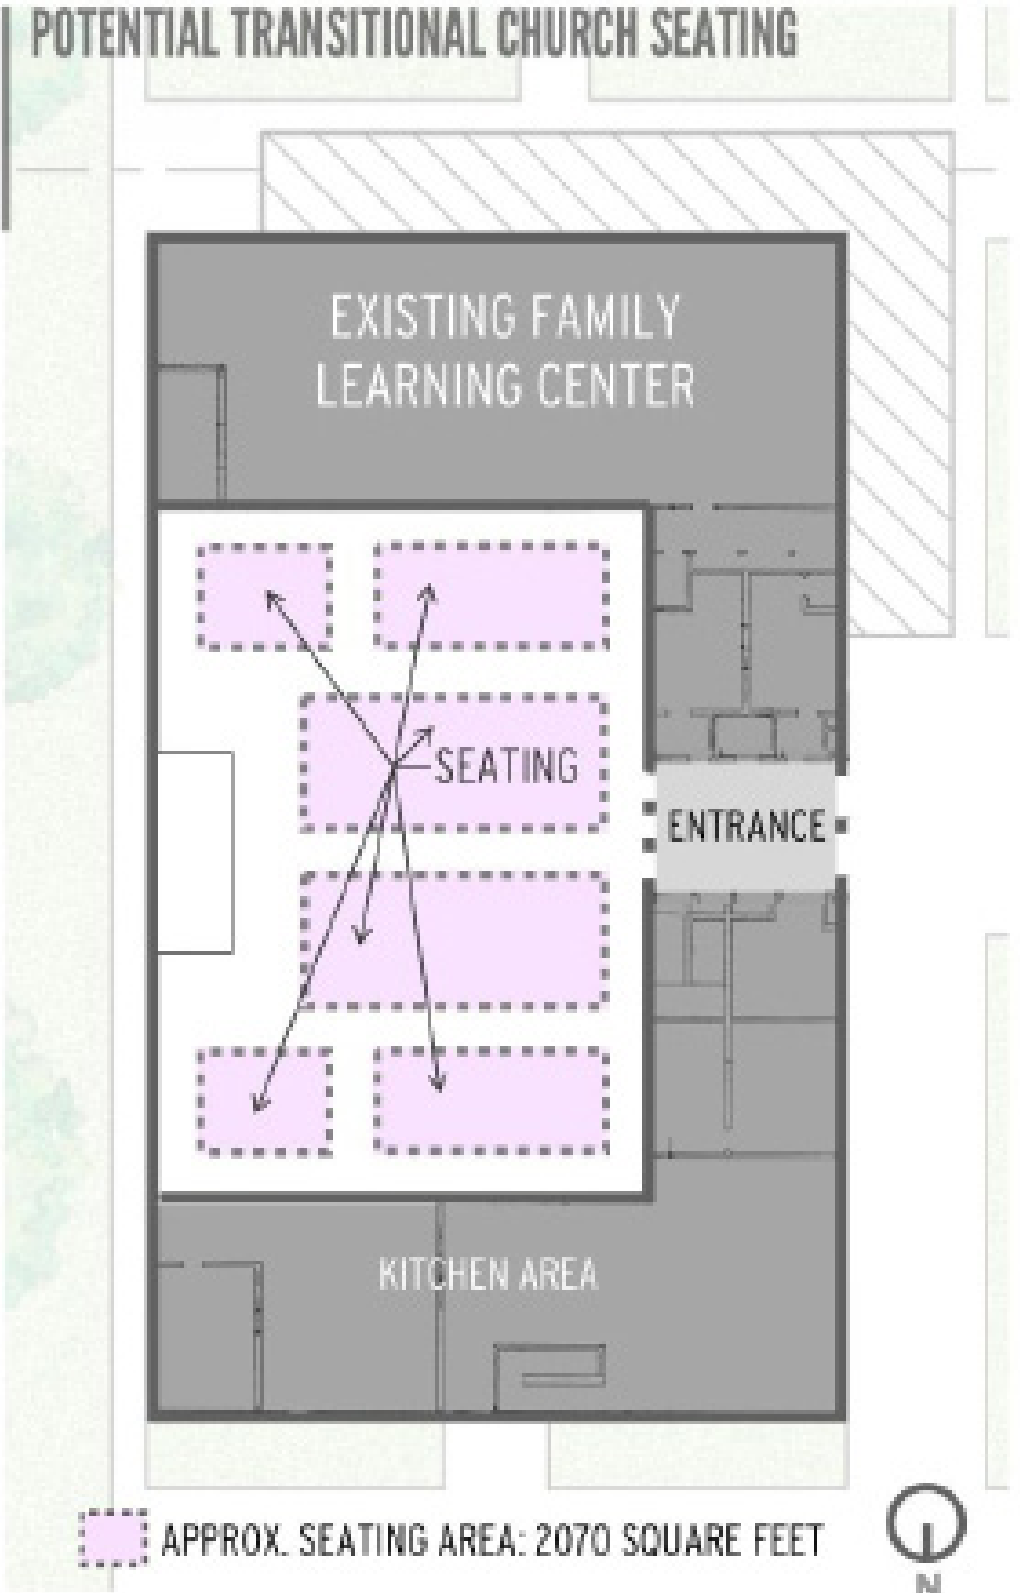 POTENTIAL TRANSITIONAL CHURCH SEATING
EXISTING FAMILY
LEARNING CENTER
SEATING
ENTRANCE
KITCHEN AREA
APPROX. SEATING AREA: 2070 SQUARE FEET
N